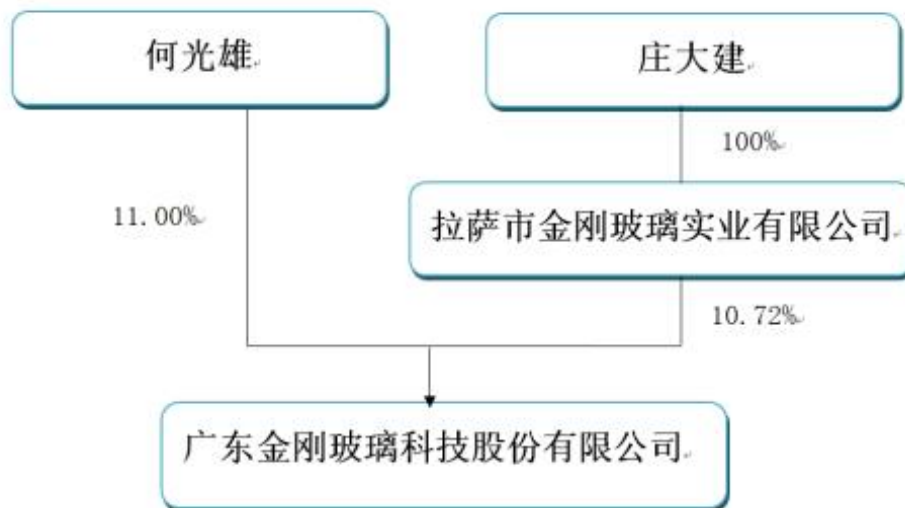 何光雄
庄大建
100%
11.00%
拉萨市金刚玻璃实业有限公司
10.72%
广东金刚玻璃科技股份有限公司